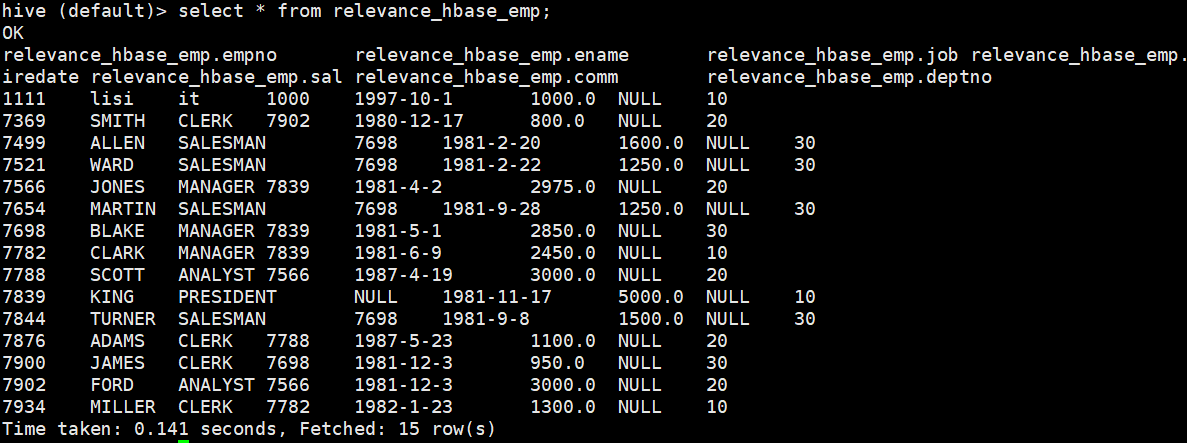 hive (default)> select * from relevance_hbase_emp;
OK
relevance_hbase_emp.empno	relevance_hbase_emp.ename	relevance_hbase_emp.job	relevance_hbase_emp.
iredate	relevance_hbase_emp.sal	relevance_hbase_emp.comm	relevance_hbase_emp.deptno
1111	lisi	it	1000	1997-10-1	1000.0	NULL	10
7369	SMITH	CLERK	7902	1980-12-17	800.0	NULL	20
7499	ALLEN	SALESMAN	7698	1981-2-20	1600.0	NULL	30
7521	WARD	SALESMAN	7698	1981-2-22	1250.0	NULL	30
7566	JONES	MANAGER	7839	1981-4-2	2975.0	NULL	20
7654	MARTIN	SALESMAN	7698	1981-9-28	1250.0	NULL	30
7698	BLAKE	MANAGER	7839	1981-5-1	2850.0	NULL	30
7782	CLARK	MANAGER	7839	1981-6-9	2450.0	NULL	10
7788	SCOTT	ANALYST	7566	1987-4-19	3000.0	NULL	20
7839	KING	PRESIDENT	NULL	1981-11-17	5000.0	NULL	10
7844	TURNER	SALESMAN	7698	1981-9-8	1500.0	NULL	30
7876	ADAMS	CLERK	7788	1987-5-23	1100.0	NULL	20
7900	JAMES	CLERK	7698	1981-12-3	950.0	NULL	30
7902	FORD	ANALYST	7566	1981-12-3	3000.0	NULL	20
7934	MILLER	CLERK	7782	1982-1-23	1300.0	NULL	10
Time taken: 0.141 seconds, Fetched: 15 row(s)